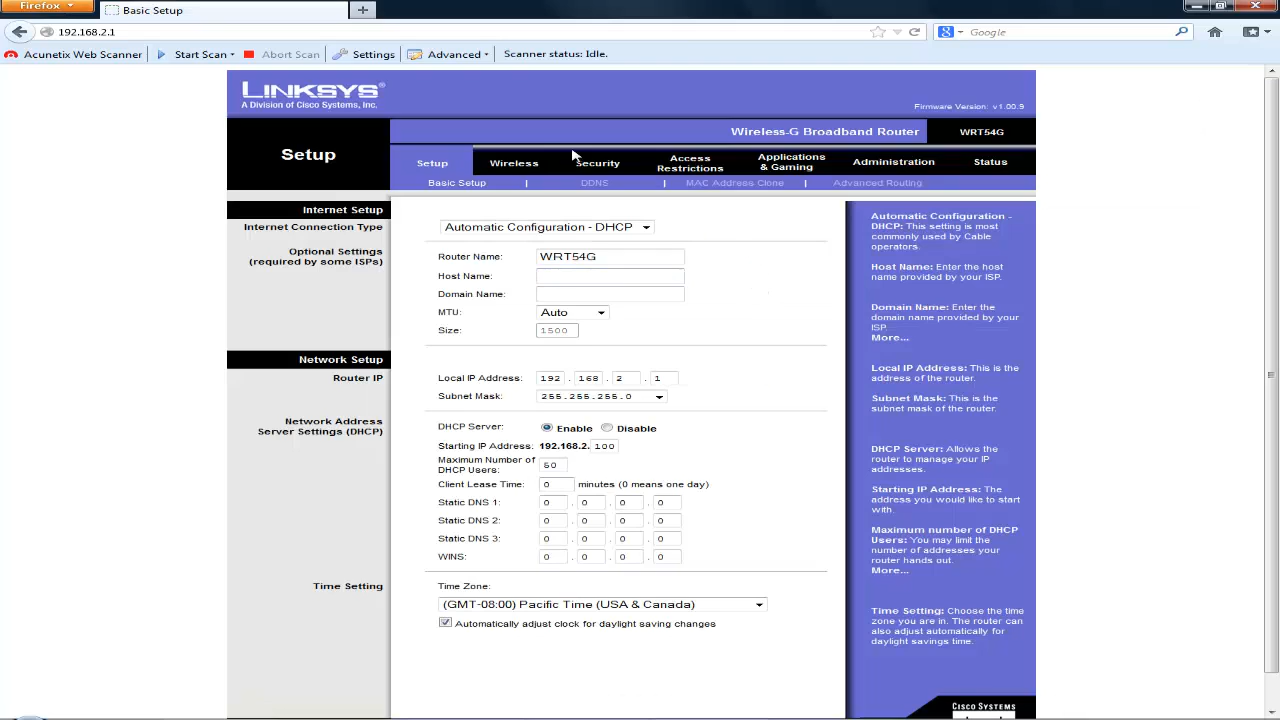 Firefox
Basic Setup
192.168.2.1
Google
Acunetix Web Scanner Start Scan Abort Scan Settings Advanced Scanner status: Idle.
LINKSYS®
A Division of Cisco Systems, Inc.
Firmware Version: v1.00.9
Wireless-G Broadband Router WRT54G
Setup
Setup Wireless Security Access Restrictions Applications & Gaming Administration Status
Basic Setup | DDNS | MAC Address Clone | Advanced Routing
Internet Setup
Internet Connection Type
Automatic Configuration - DHCP
Optional Settings
(required by some ISPs)
Router Name: WRT54G
Host Name:
Domain Name:
MTU: Auto
Size: 1500
Network Setup
Router IP
Local IP Address: 192 . 168 . 2 . 1
Subnet Mask: 255.255.255.0
Network Address
Server Settings (DHCP)
DHCP Server: Enable Disable
Starting IP Address: 192.168.2. 100
Maximum Number of
DHCP Users: 50
Client Lease Time: 0 minutes (0 means one day)
Static DNS 1: 0 . 0 . 0 . 0
Static DNS 2: 0 . 0 . 0 . 0
Static DNS 3: 0 . 0 . 0 . 0
WINS: 0 . 0 . 0 . 0
Time Setting
Time Zone:
(GMT-08:00) Pacific Time (USA & Canada)
Automatically adjust clock for daylight saving changes
Automatic Configuration -
DHCP: This setting is most
commonly used by Cable
operators.
Host Name: Enter the host
name provided by your ISP.
Domain Name: Enter the
domain name provided by your
ISP.
More...
Local IP Address: This is the
address of the router.
Subnet Mask: This is the
subnet mask of the router.
DHCP Server: Allows the
router to manage your IP
addresses.
Starting IP Address: The
address you would like to start
with.
Maximum number of DHCP
Users: You may limit the
number of addresses your
router hands out.
More...
Time Setting: Choose the time
zone you are in. The router can
also adjust automatically for
daylight savings time.
CISCO SYSTEMS